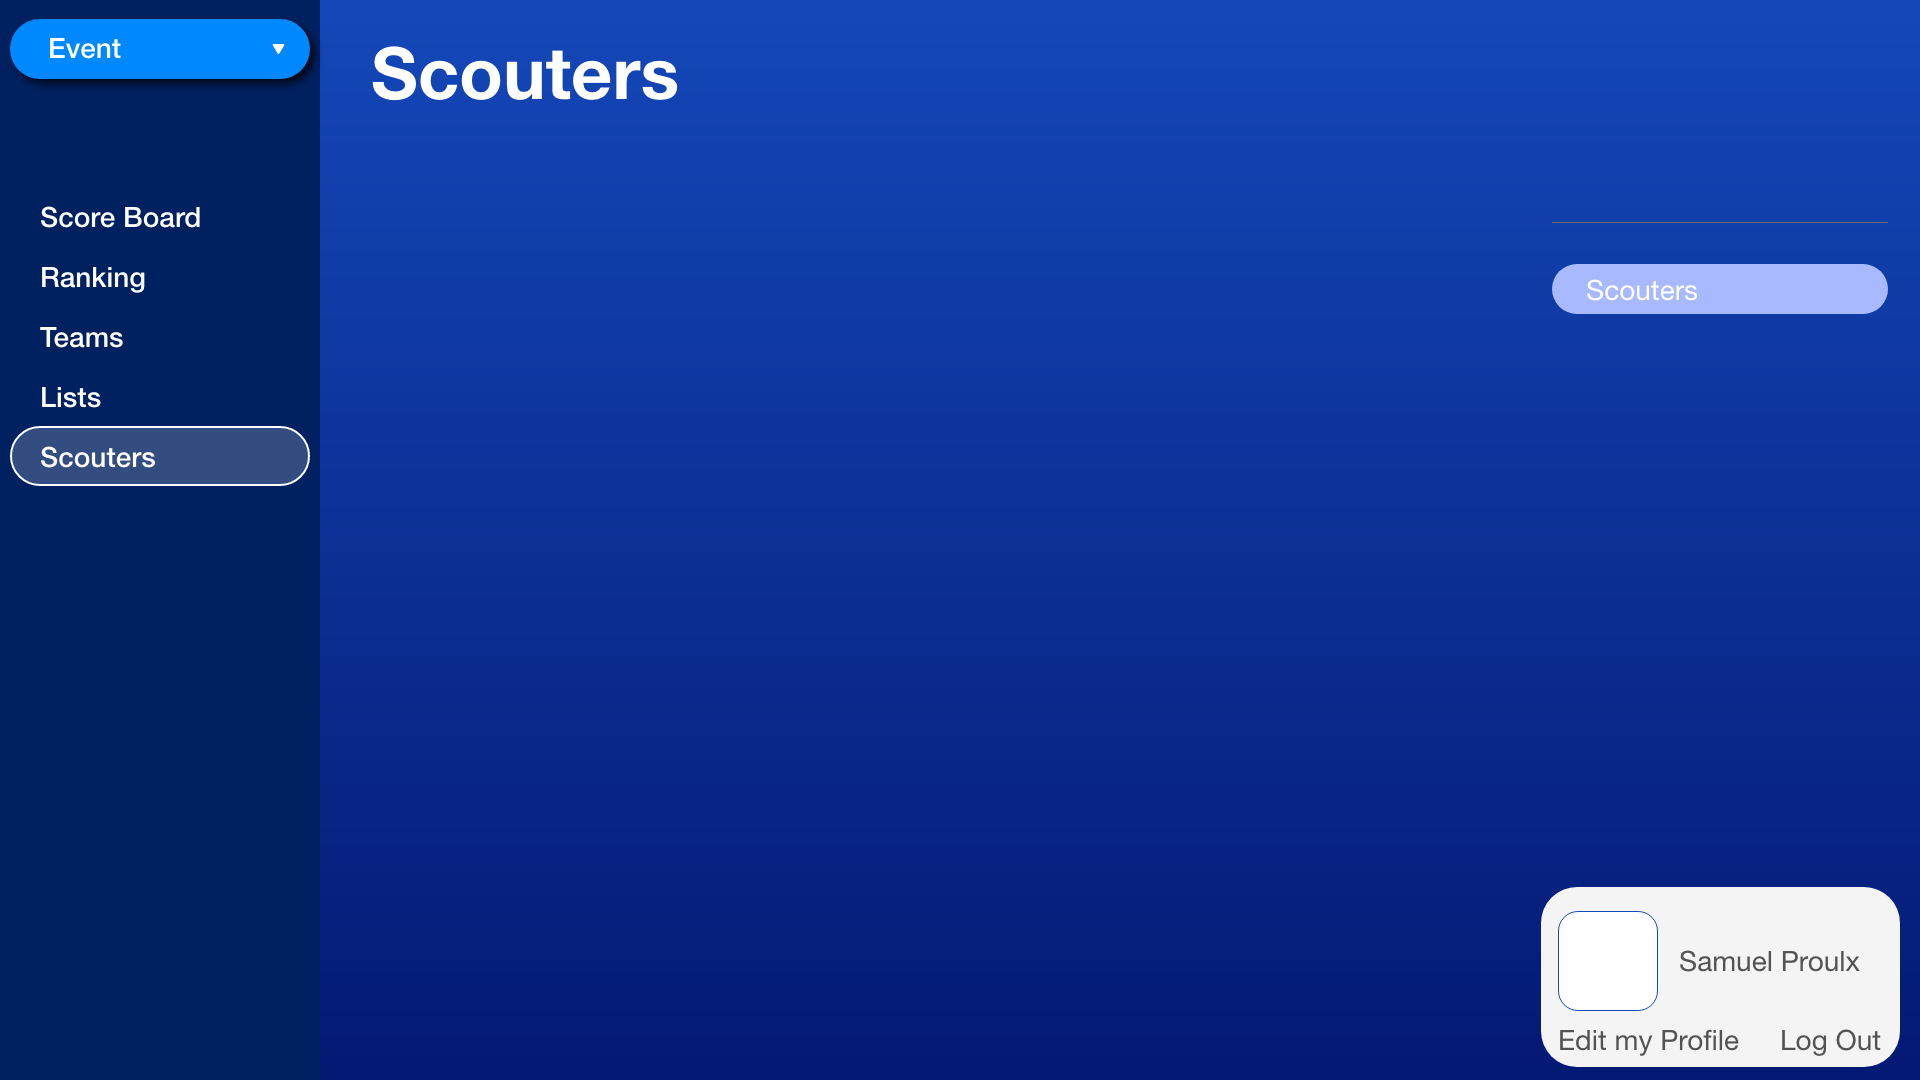 Event
Scouters
Score Board
Ranking
Teams
Lists
Scouters
Scouters
Samuel Proulx
Edit my Profile
Log Out